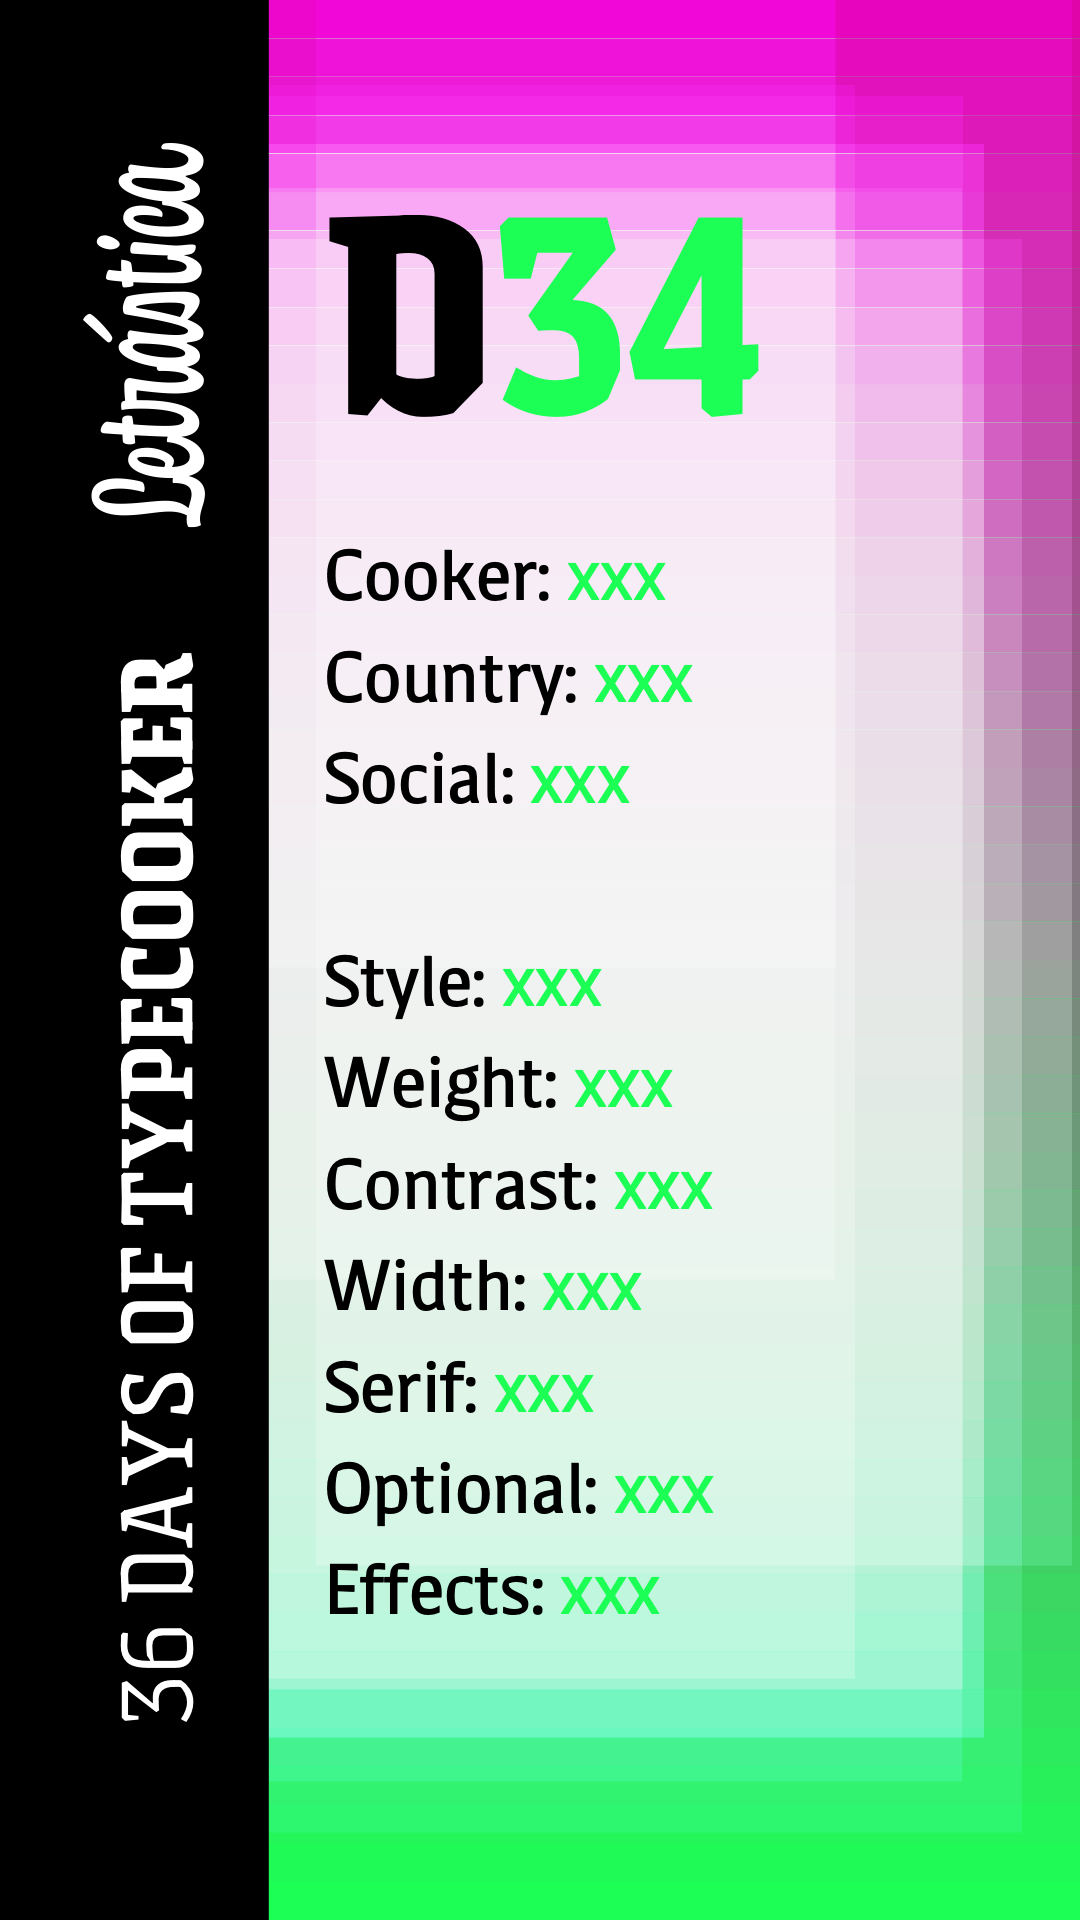 Letrástica
36 DAYS OF TYPECOOKER
D34
Cooker: xxx
Country: xxx
Social: xxx
Style: xxx
Weight: xxx
Contrast: xxx
Width: xxx
Serif: xxx
Optional: xxx
Effects: xxx